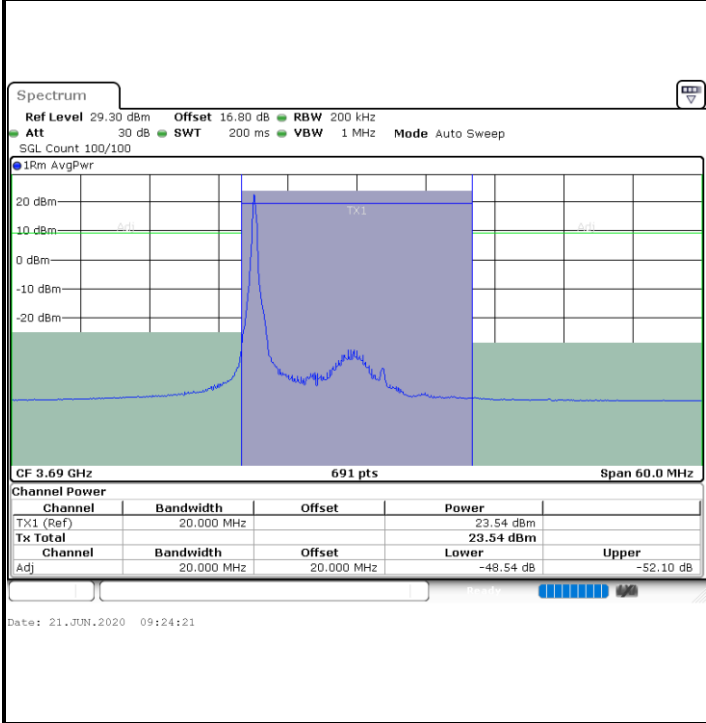 Spectrum
Ref Level 29.30 dBm Offset 16.80 dB RBW 200 kHz
Att 30 dB SWT 200 ms VBW 1 MHz Mode Auto Sweep
SGL Count 100/100
1Rm AvgPwr
20 dBm
TX1
Adj Adj
10 dBm
0 dBm
-10 dBm
-20 dBm
CF 3.69 GHz 691 pts Span 60.0 MHz
Channel Power
Channel Bandwidth Offset Power
TX1 (Ref) 20.000 MHz 23.54 dBm
Tx Total 23.54 dBm
Channel Bandwidth Offset Lower Upper
Adj 20.000 MHz 20.000 MHz -48.54 dB -52.10 dB
Ready
Date: 21.JUN.2020 09:24:21